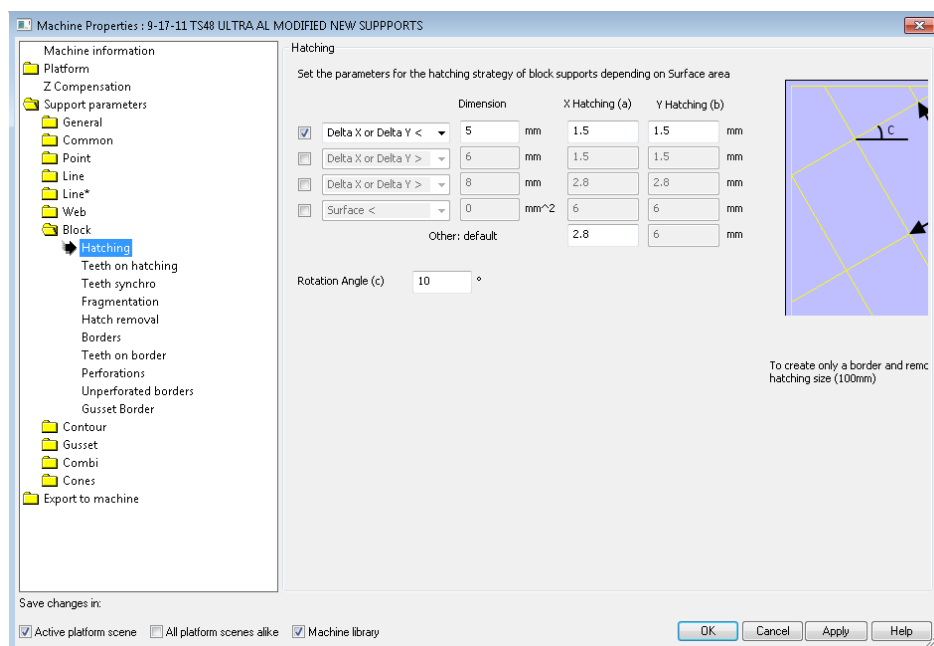 Machine Properties : 9-17-11 TS48 ULTRA AL MODIFIED NEW SUPPPORTS
Machine information
Platform
Z Compensation
Support parameters
General
Common
Point
Line
Line*
Web
Block
Hatching
Teeth on hatching
Teeth synchro
Fragmentation
Hatch removal
Borders
Teeth on border
Perforations
Unperforated borders
Gusset Border
Contour
Gusset
Combi
Cones
Export to machine
Hatching
Set the parameters for the hatching strategy of block supports depending on Surface area
Dimension X Hatching (a) Y Hatching (b)
Delta X or Delta Y < 5 mm 1.5 1.5 mm
Delta X or Delta Y > 6 mm 1.5 1.5 mm
Delta X or Delta Y > 8 mm 2.8 2.8 mm
Surface < 0 mm^2 6 6 mm
Other: default 2.8 6 mm
Rotation Angle (c) 10 °
C
To create only a border and remo
hatching size (100mm)
Save changes in:
Active platform scene All platform scenes alike Machine library
OK Cancel Apply Help